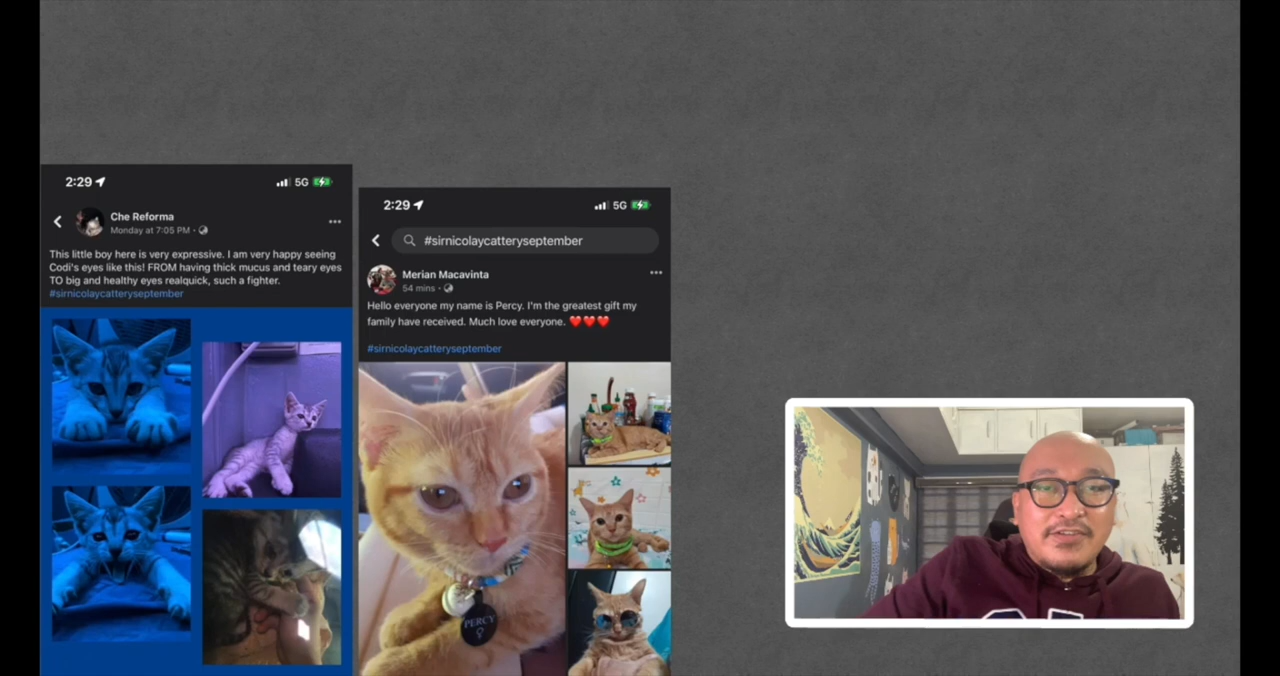 2:29
5G
Che Reforma
Monday at 7:05 PM ·
This little boy here is very expressive. I am very happy seeing
Codi's eyes like this! FROM having thick mucus and teary eyes
TO big and healthy eyes realquick, such a fighter.
#sirnicolaycatteryseptember
2:29
5G
#sirnicolaycatteryseptember
Merian Macavinta
54 mins ·
Hello everyone my name is Percy. I'm the greatest gift my
family have received. Much love everyone. ❤️❤️❤️
#sirnicolaycatteryseptember
PERCY
♀